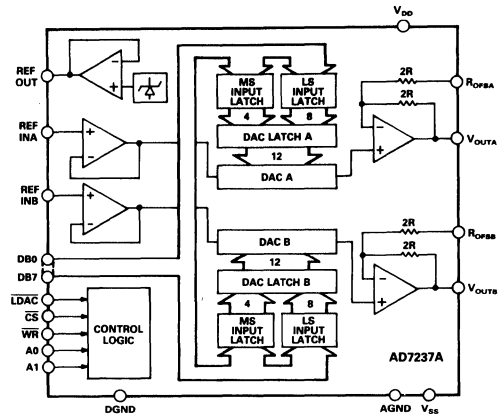 VDD
REF
OUT
MS
INPUT
LATCH
LS
INPUT
LATCH
2R
ROFSA
2R
4
8
REF
INA
DAC LATCH A
VOUTA
12
DAC A
REF
INB
DAC B
ROFSB
2R
2R
12
DB0
DAC LATCH B
DB7
VOUTB
4
8
LDAC
CS
WR
A0
A1
CONTROL
LOGIC
MS
INPUT
LATCH
LS
INPUT
LATCH
AD7237A
DGND
AGND
VSS